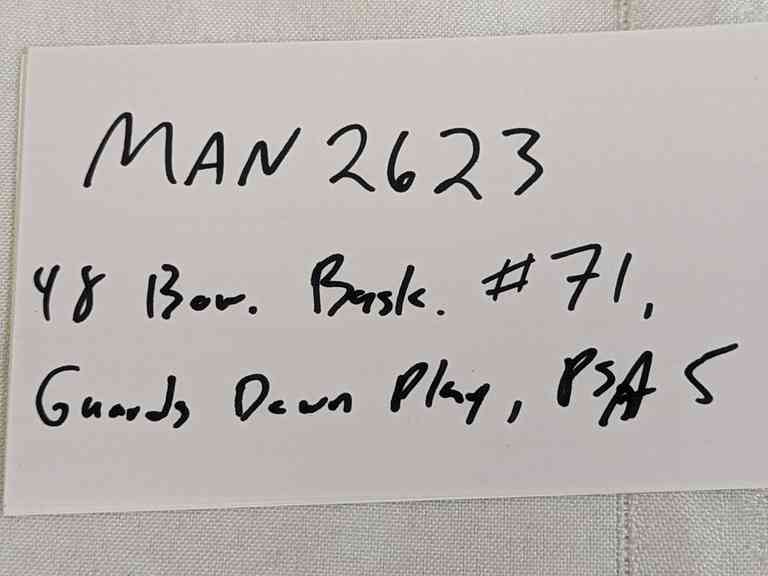 MAN 2623
48 Bow. Bask. #71,
Guards Down Play, PSA 5